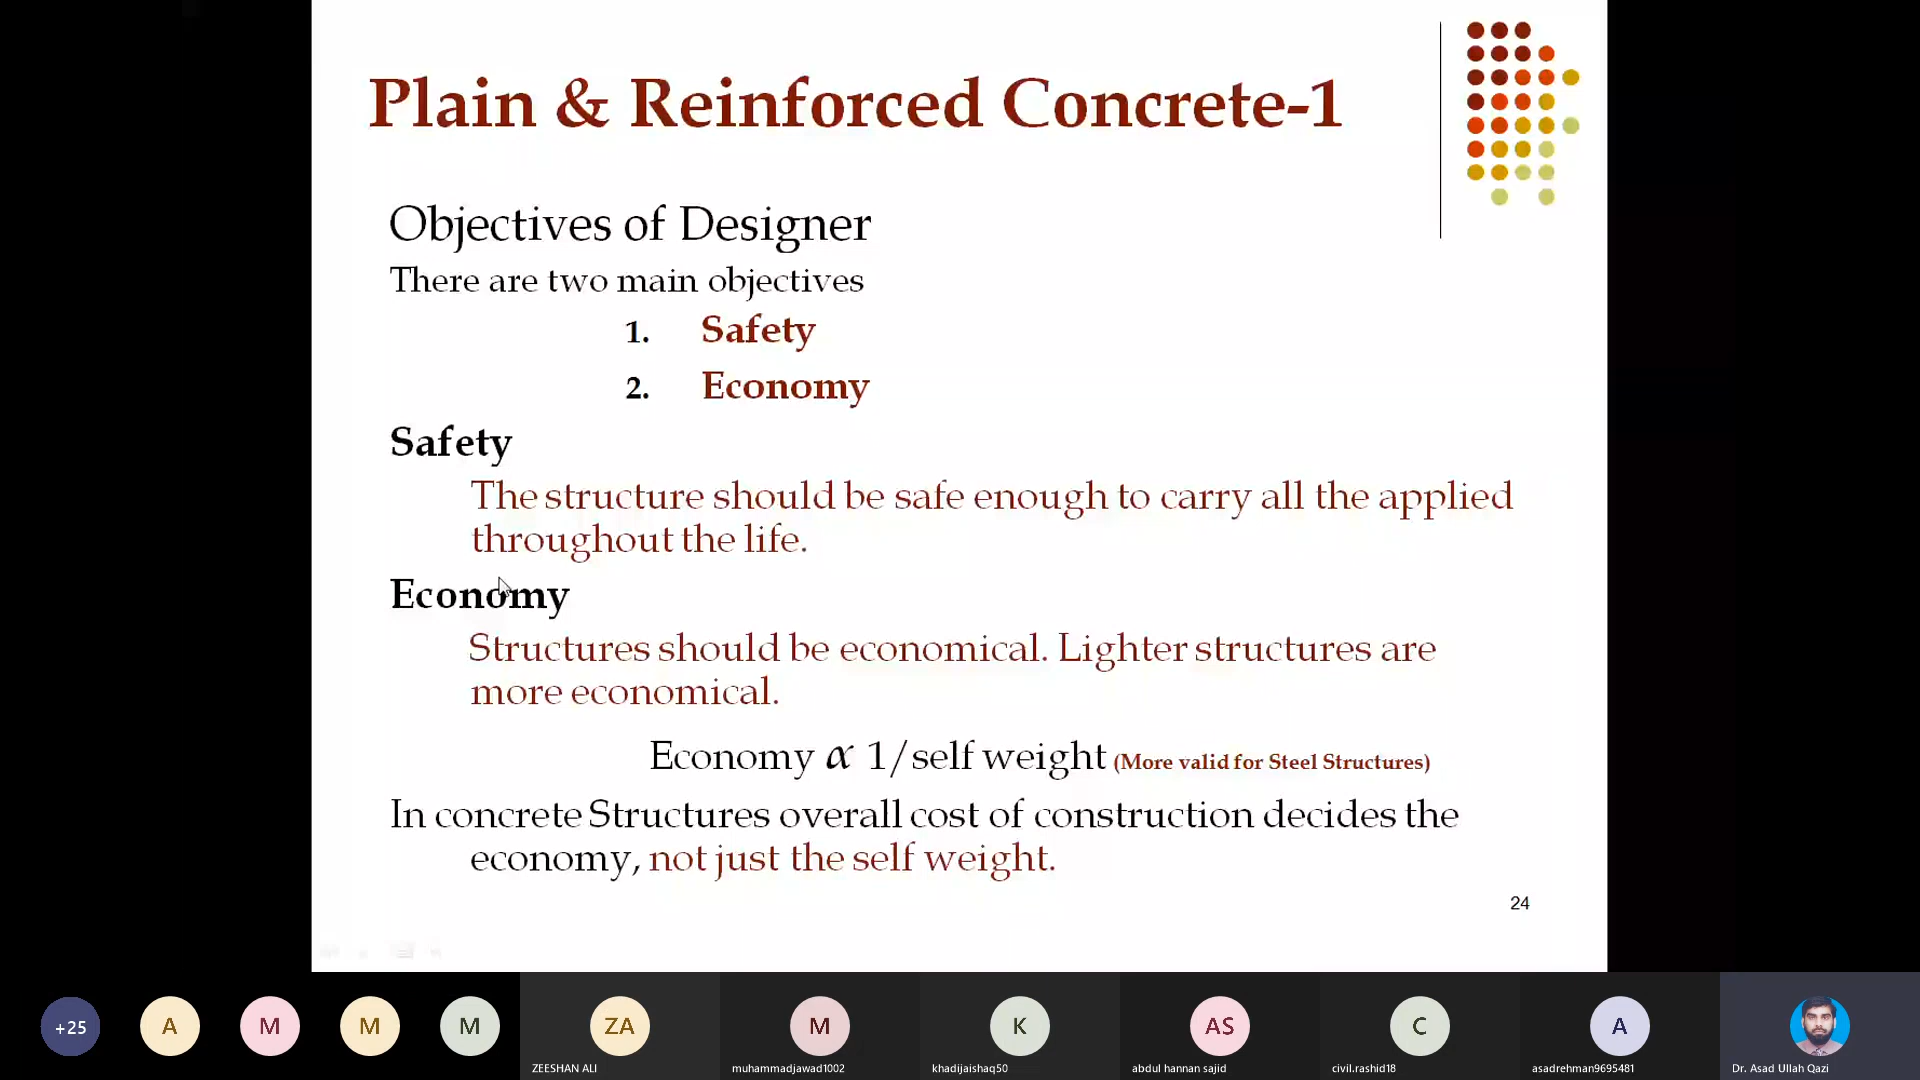 Plain & Reinforced Concrete-1
Objectives of Designer
There are two main objectives
1. Safety
2. Economy
Safety
The structure should be safe enough to carry all the applied
throughout the life.
Economy
Structures should be economical. Lighter structures are
more economical.
Economy α 1/self weight (More valid for Steel Structures)
In concrete Structures overall cost of construction decides the
economy, not just the self weight.
24
+25 A M M M ZA M K AS C A
ZEESHAN ALI muhammadjawad1002 khadijaishaq50 abdul hannan sajid civil.rashid18 asadrehman9695481 Dr. Asad Ullah Qazi